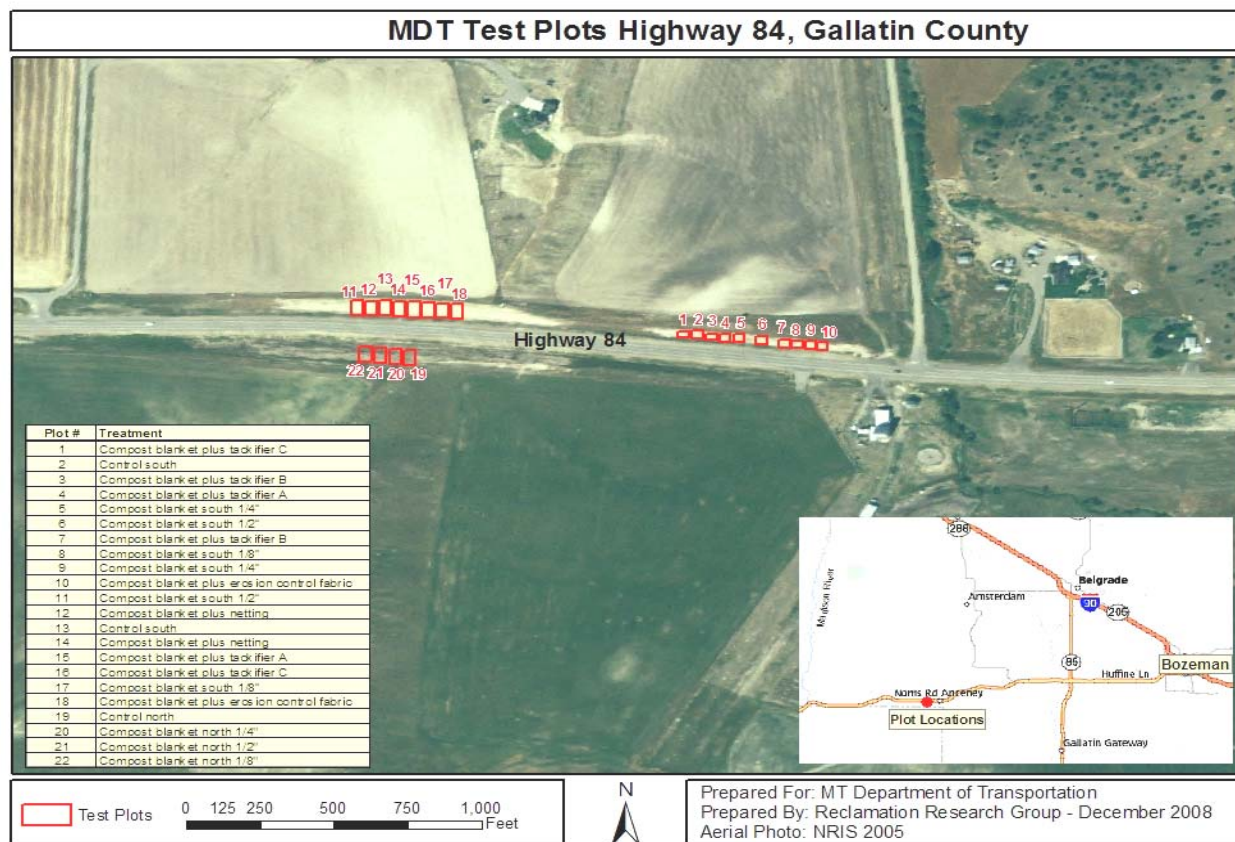 MDT Test Plots Highway 84, Gallatin County
13 15 17
11 12 14 16 18
1 2 3 4 5 6 7 8 9 10
Highway 84
22 21 20 19
Plot # Treatment
1 Compost blanket plus tackifier C
2 Control south
3 Compost blanket plus tackifier B
4 Compost blanket plus tackifier A
5 Compost blanket south 1/4"
6 Compost blanket south 1/2"
7 Compost blanket plus tackifier B
8 Compost blanket south 1/8"
9 Compost blanket south 1/4"
10 Compost blanket plus erosion control fabric
11 Compost blanket south 1/2"
12 Compost blanket plus netting
13 Control south
14 Compost blanket plus netting
15 Compost blanket plus tackifier A
16 Compost blanket plus tackifier C
17 Compost blanket south 1/8"
18 Compost blanket plus erosion control fabric
19 Control north
20 Compost blanket north 1/4"
21 Compost blanket north 1/2"
22 Compost blanket north 1/8"
Madison River
Belgrade
Amsterdam
90
205
85
Bozeman
Huffine Ln
Norris Rd
Plot Locations
Gallatin Gateway
Test Plots
0 125 250 500 750 1,000
Feet
N
Prepared For: MT Department of Transportation
Prepared By: Reclamation Research Group - December 2008
Aerial Photo: NRIS 2005